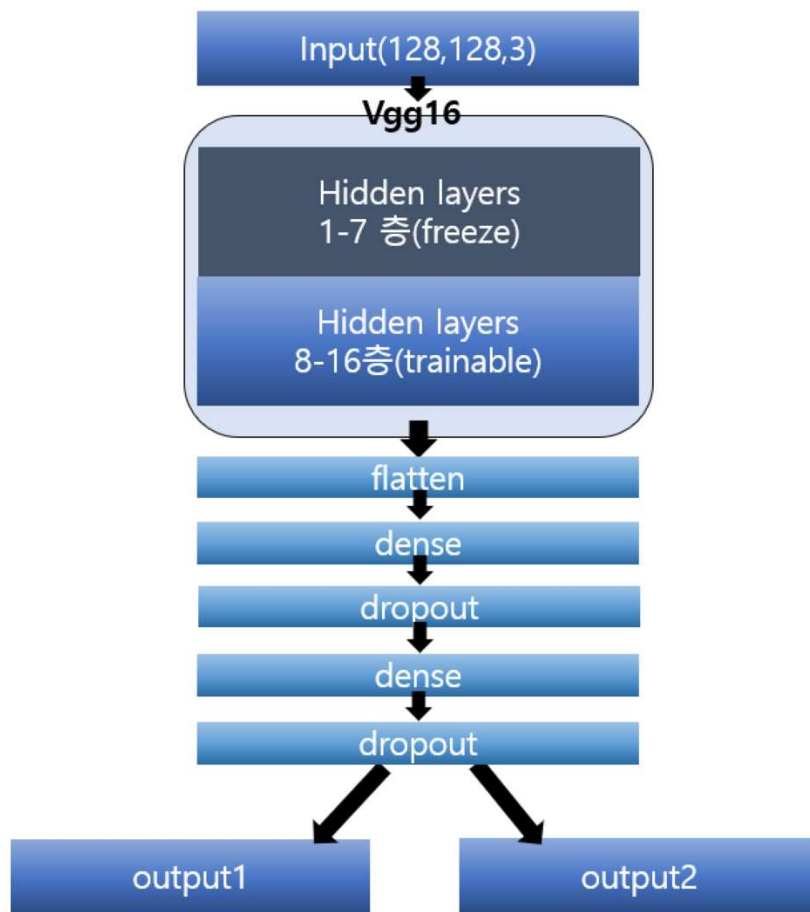 Input(128,128,3)
Vgg16
Hidden layers
1-7 층(freeze)
Hidden layers
8-16층(trainable)
flatten
dense
dropout
dense
dropout
output1
output2